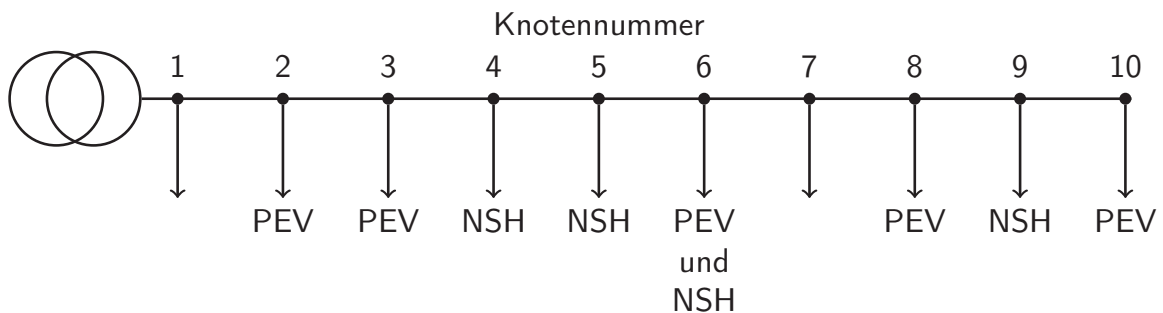 Knotennummer
1 2 3 4 5 6 7 8 9 10
PEV PEV NSH NSH PEV PEV NSH PEV
und
NSH